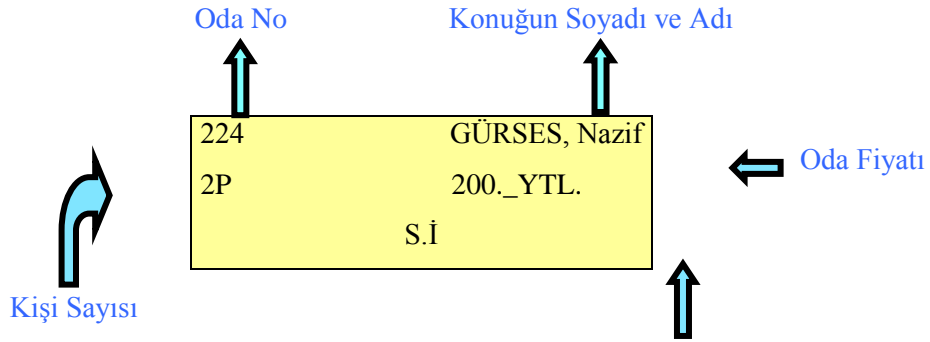 Oda No Konuğun Soyadı ve Adı
224 GÜRSES, Nazif
Oda Fiyatı
2P 200._YTL.
S.İ
Kişi Sayısı